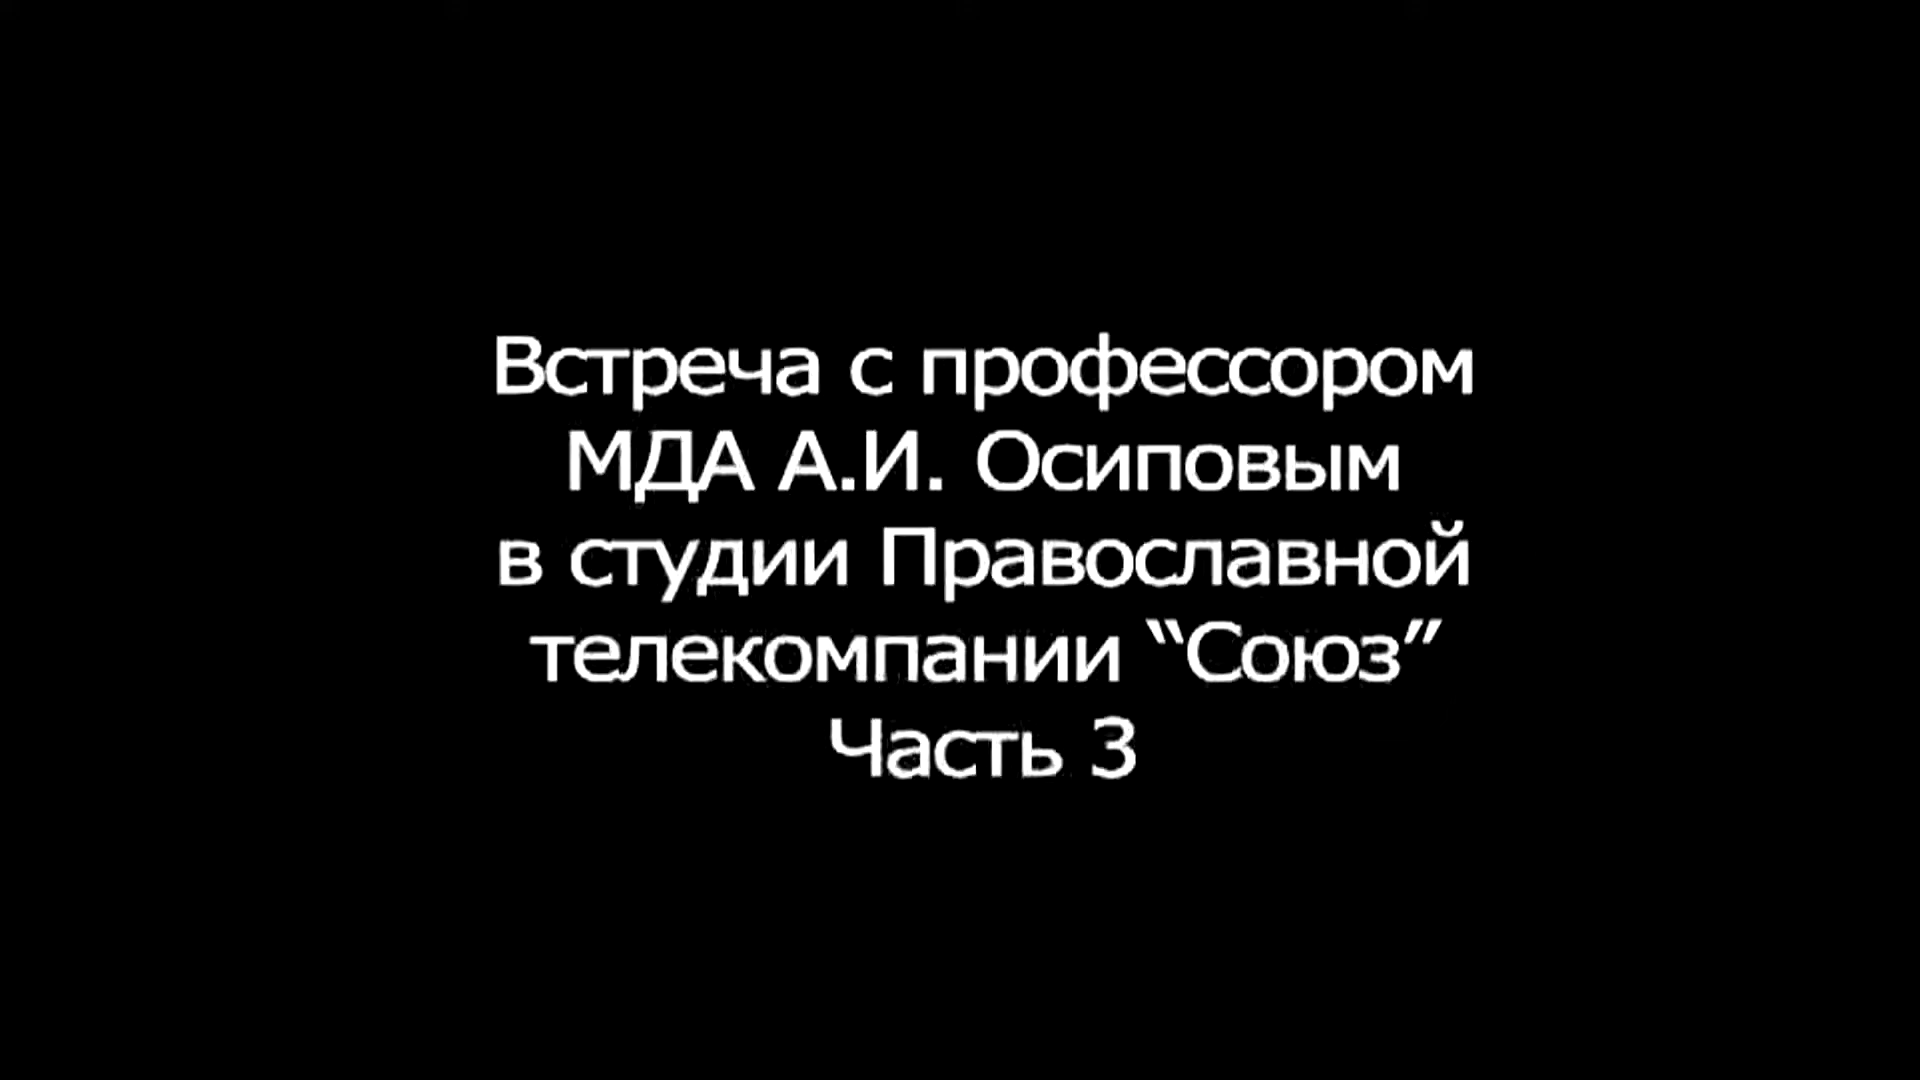 Встреча с профессором
МДА А.И. Осиповым
в студии Православной
телекомпании “Союз”
Часть 3